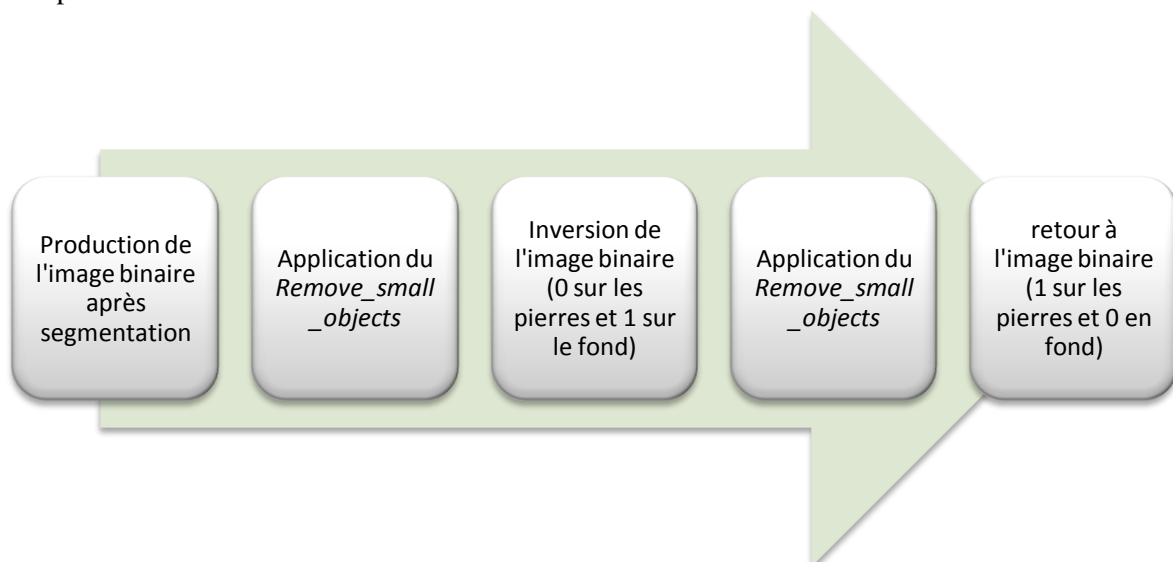 Production de
l'image binaire
après
segmentation
Application du
Remove_small
_objects
Inversion de
l'image binaire
(0 sur les
pierres et 1 sur
le fond)
Application du
Remove_small
_objects
retour à
l'image binaire
(1 sur les
pierres et 0 en
fond)